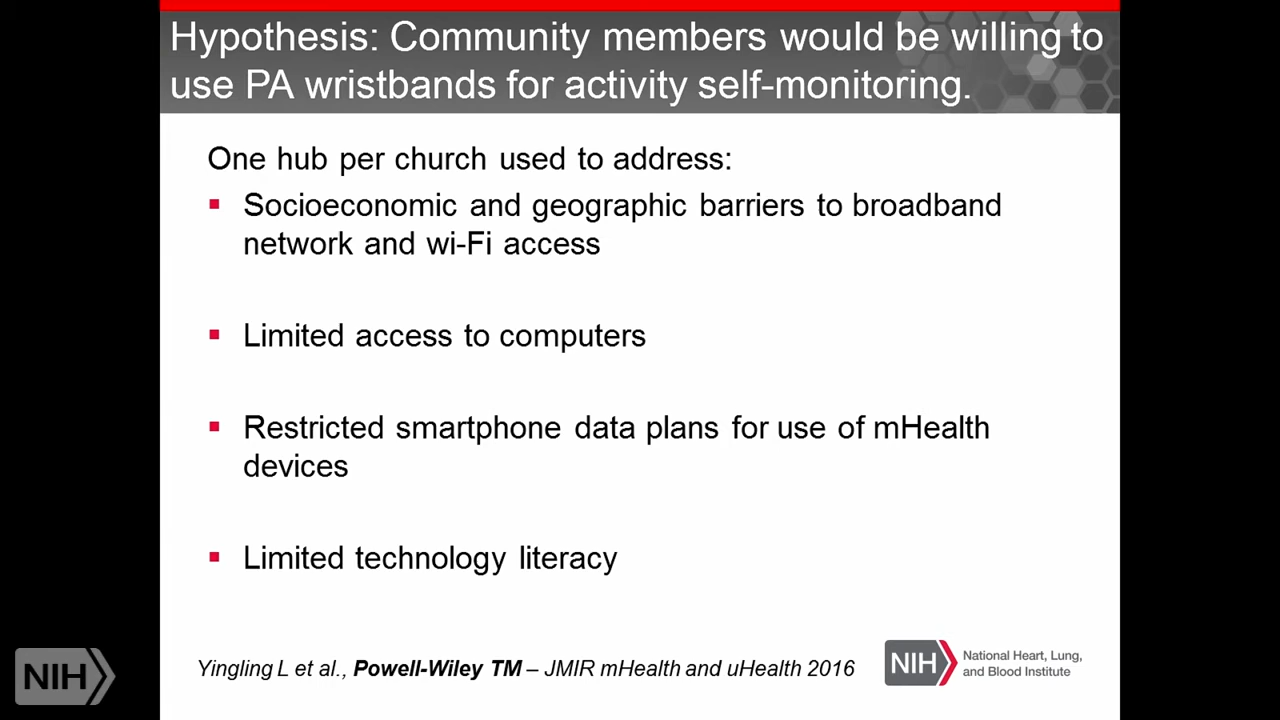 Hypothesis: Community members would be willing to
use PA wristbands for activity self-monitoring.
One hub per church used to address:
▪ Socioeconomic and geographic barriers to broadband
network and wi-Fi access
▪ Limited access to computers
▪ Restricted smartphone data plans for use of mHealth
devices
▪ Limited technology literacy
Yingling L et al., Powell-Wiley TM – JMIR mHealth and uHealth 2016
NIH
National Heart, Lung,
and Blood Institute
NIH